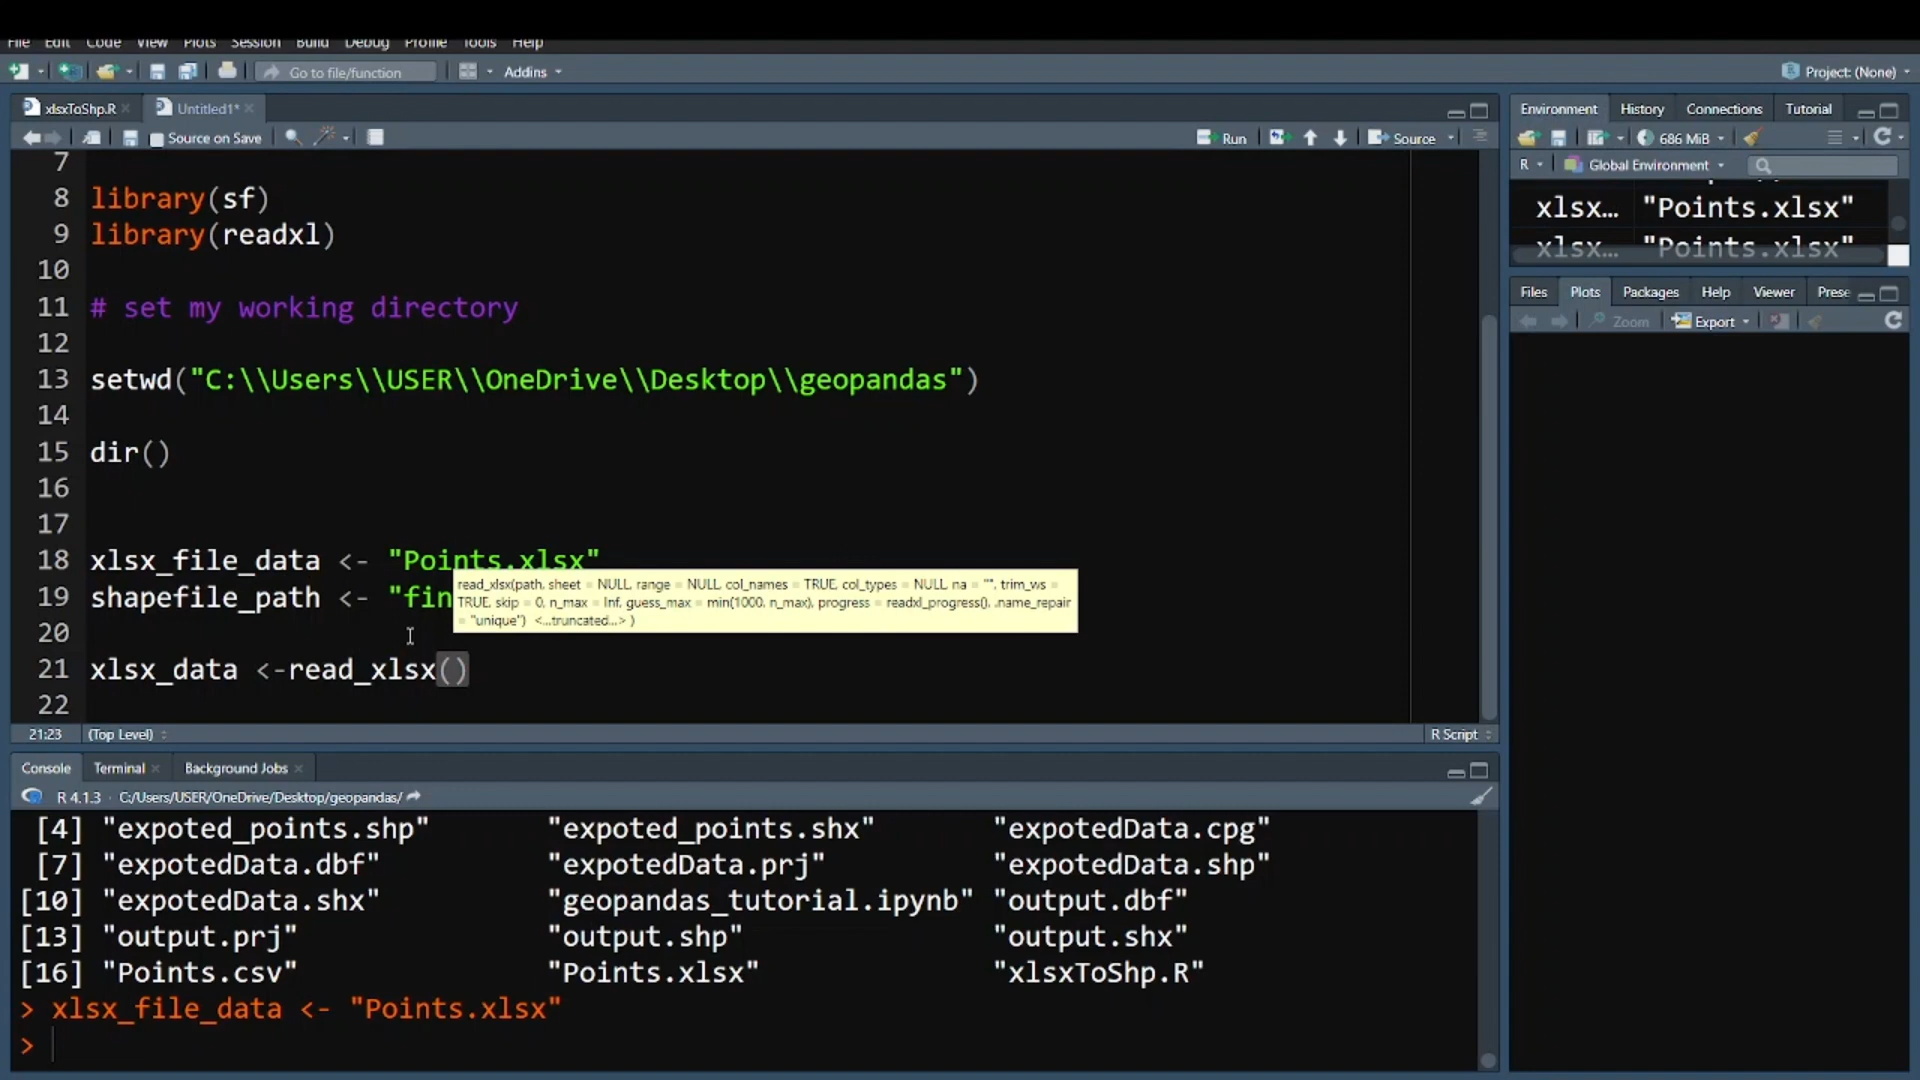 File Edit Code View Plots Session Build Debug Profile Tools Help
Go to file/function Addins Project: (None)
xlsxToShp.R Untitled1*
Source on Save Run Source
7
8 library(sf)
9 library(readxl)
10
11 # set my working directory
12
13 setwd("C:\\Users\\USER\\OneDrive\\Desktop\\geopandas")
14
15 dir()
16
17
18 xlsx_file_data <- "Points.xlsx"
19 shapefile_path <- "fin
read_xlsx(path, sheet = NULL, range = NULL, col_names = TRUE, col_types = NULL, na = "", trim_ws =
TRUE, skip = 0, n_max = Inf, guess_max = min(1000, n_max), progress = readxl_progress(), .name_repair
= "unique") <...truncated...> )
20
21 xlsx_data <-read_xlsx()
22
21:23 (Top Level) R Script
Console Terminal Background Jobs
R 4.1.3 · C:/Users/USER/OneDrive/Desktop/geopandas/
[4] "expoted_points.shp" "expoted_points.shx" "expotedData.cpg"
[7] "expotedData.dbf" "expotedData.prj" "expotedData.shp"
[10] "expotedData.shx" "geopandas_tutorial.ipynb" "output.dbf"
[13] "output.prj" "output.shp" "output.shx"
[16] "Points.csv" "Points.xlsx" "xlsxToShp.R"
> xlsx_file_data <- "Points.xlsx"
>
Environment History Connections Tutorial
686 MiB
R Global Environment
xlsx… "Points.xlsx"
xlsx… "Points.xlsx"
Files Plots Packages Help Viewer Prese
Zoom Export